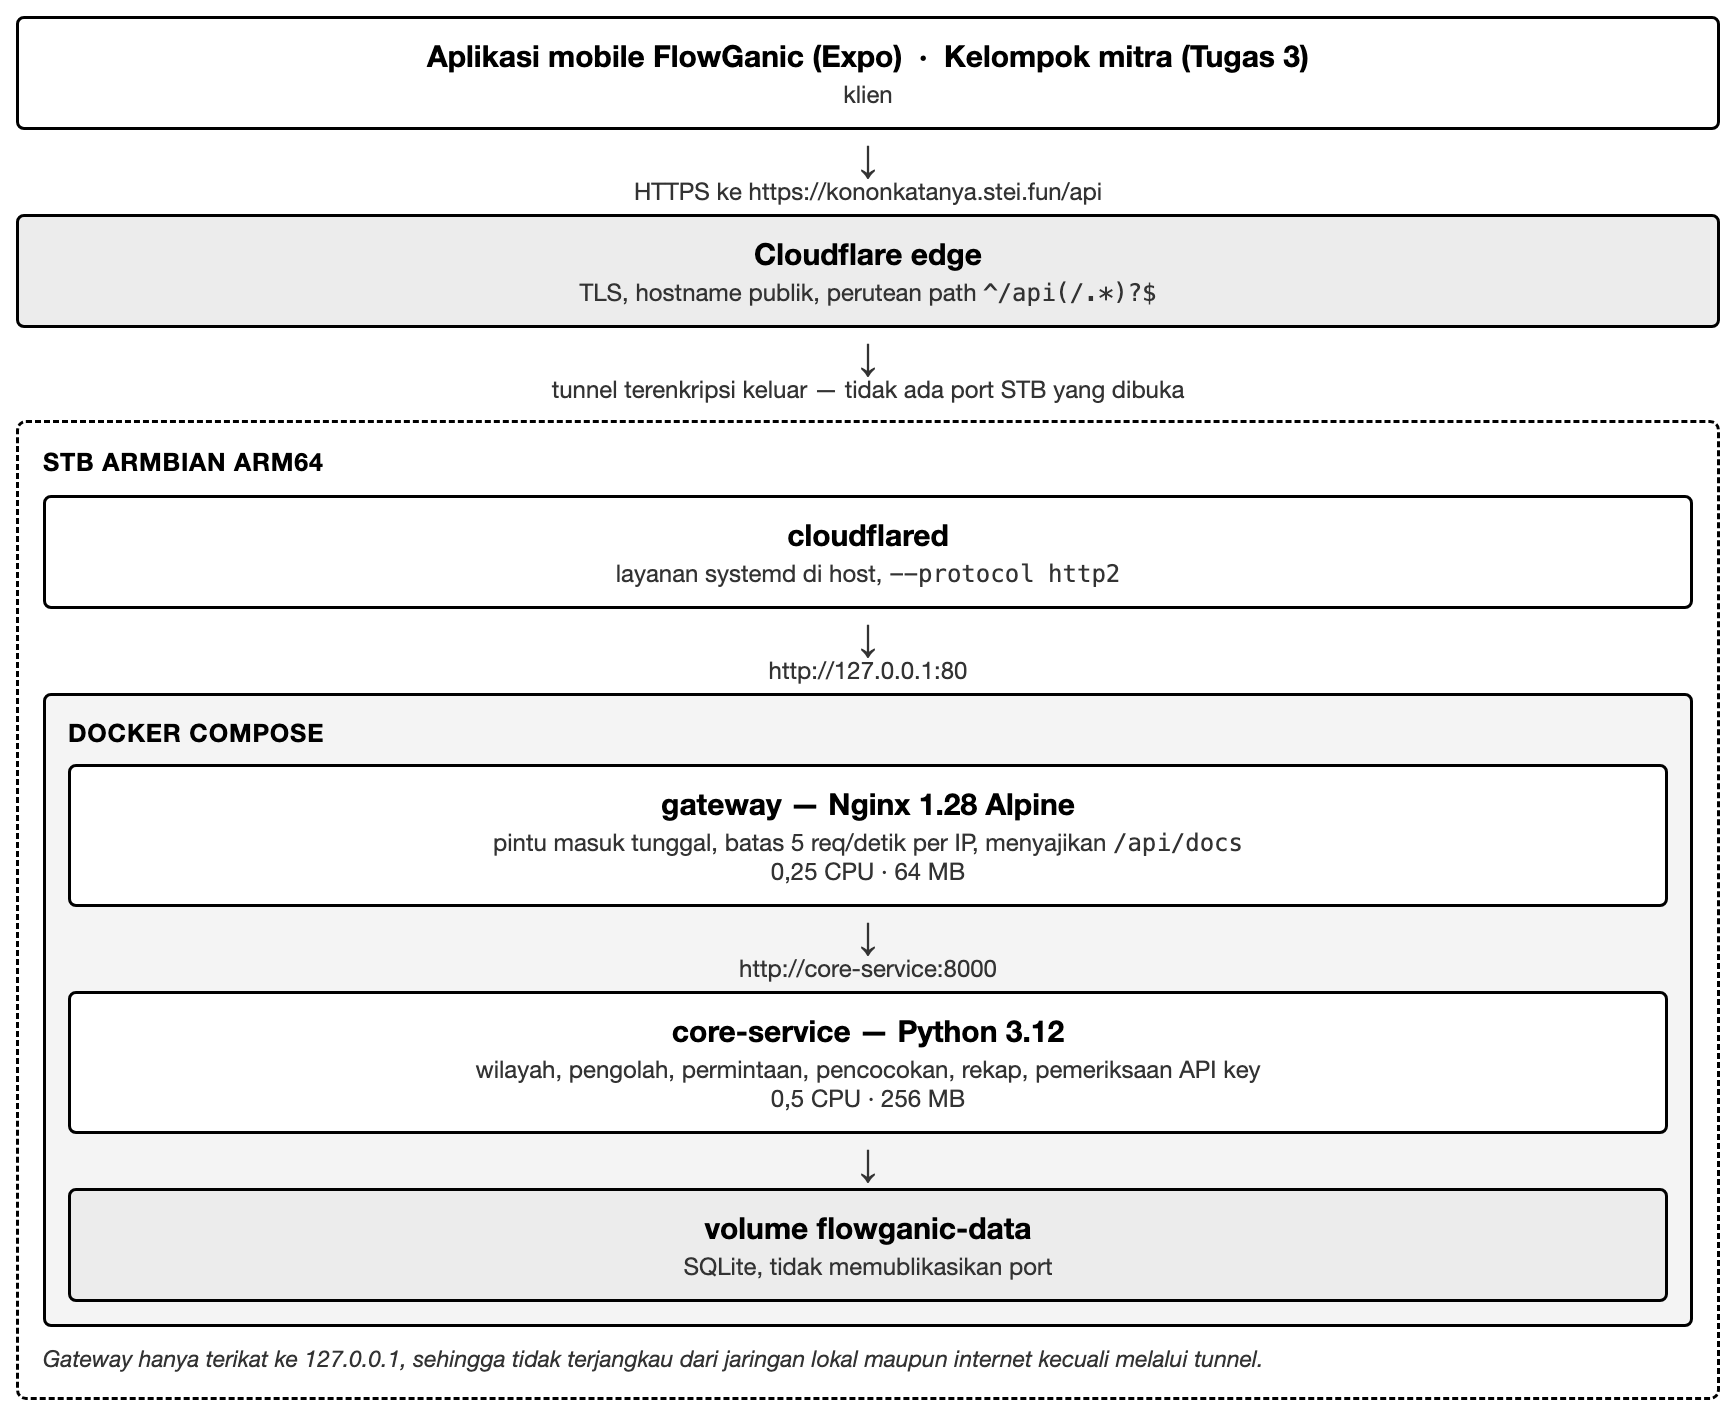 Aplikasi mobile FlowGanic (Expo) · Kelompok mitra (Tugas 3)
klien
↓
HTTPS ke https://kononkatanya.stei.fun/api
Cloudflare edge
TLS, hostname publik, perutean path ^/api(/.*)?$
↓
tunnel terenkripsi keluar — tidak ada port STB yang dibuka
STB ARMBIAN ARM64
cloudflared
layanan systemd di host, --protocol http2
↓
http://127.0.0.1:80
DOCKER COMPOSE
gateway — Nginx 1.28 Alpine
pintu masuk tunggal, batas 5 req/detik per IP, menyajikan /api/docs
0,25 CPU · 64 MB
↓
http://core-service:8000
core-service — Python 3.12
wilayah, pengolah, permintaan, pencocokan, rekap, pemeriksaan API key
0,5 CPU · 256 MB
↓
volume flowganic-data
SQLite, tidak memublikasikan port
Gateway hanya terikat ke 127.0.0.1, sehingga tidak terjangkau dari jaringan lokal maupun internet kecuali melalui tunnel.